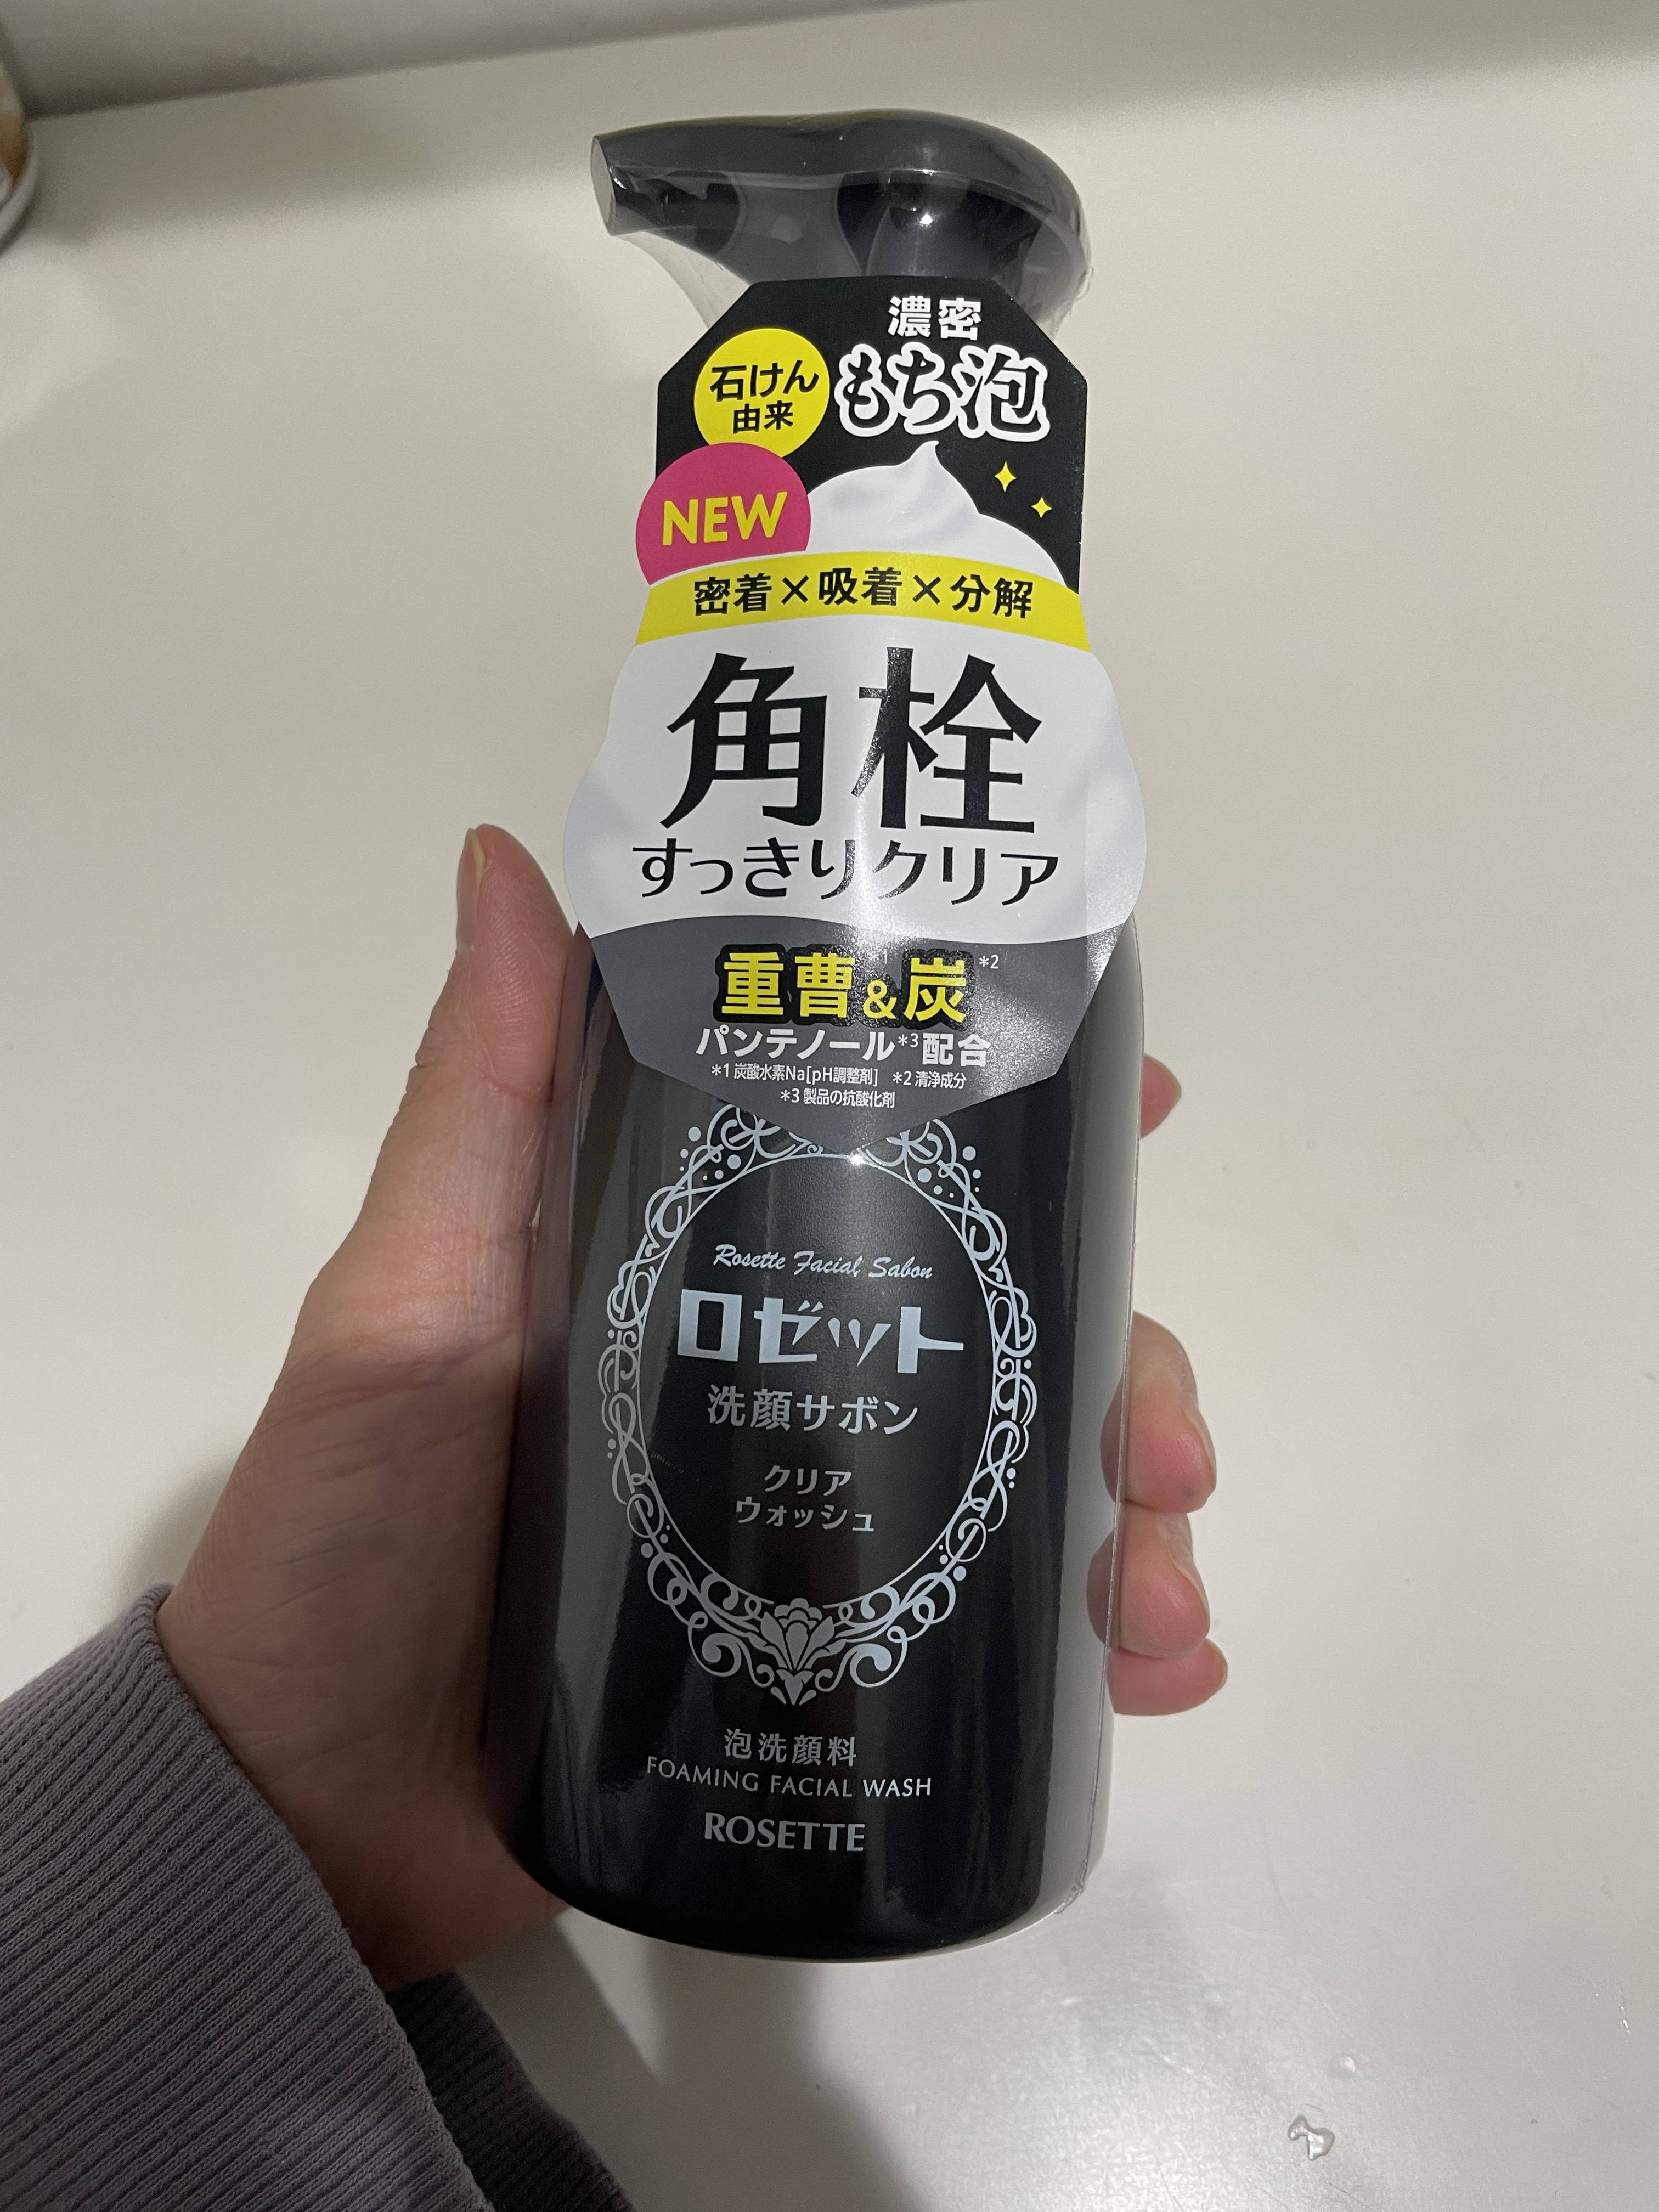 濃密
もち泡
石けん
由来
NEW
密着×吸着×分解
角栓
すっきりクリア
重曹*1&炭*2
パンテノール*3配合
*1 炭酸水素Na[pH調整剤] *2 清浄成分
*3 製品の抗酸化剤
Rosette Facial Sabon
ロゼット
洗顔サボン
クリア
ウォッシュ
泡洗顔料
FOAMING FACIAL WASH
ROSETTE